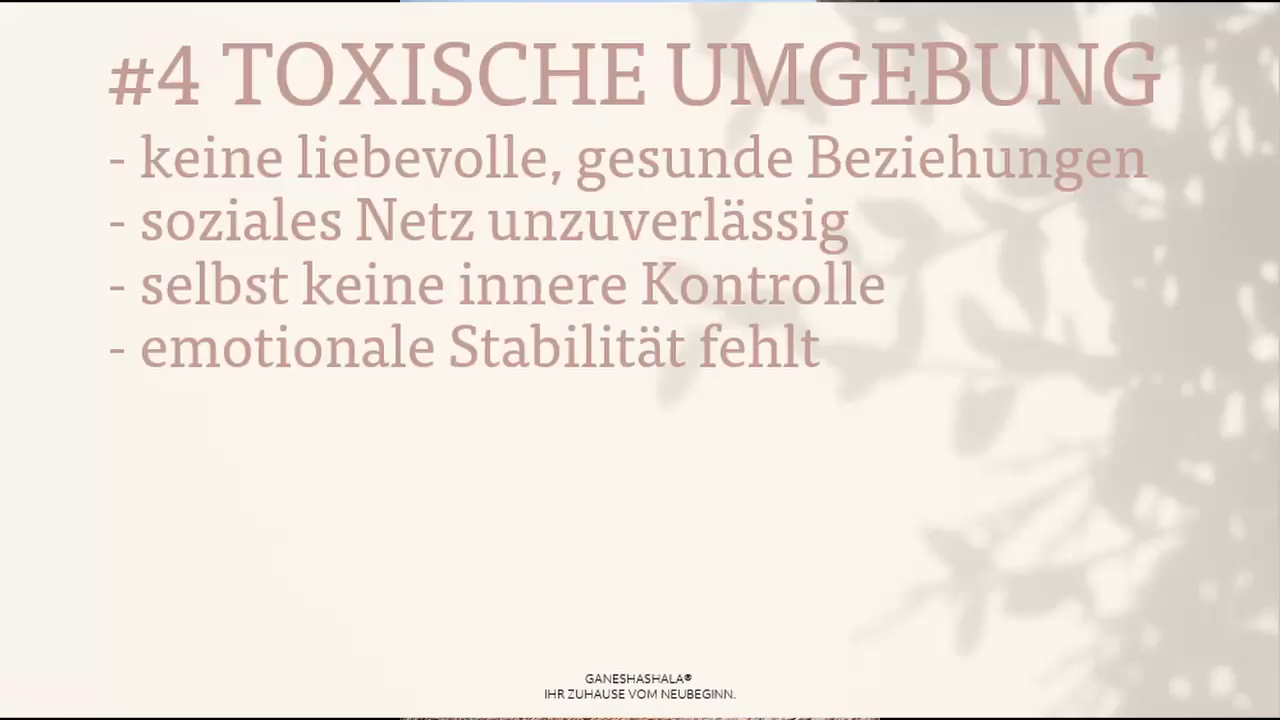 #4 TOXISCHE UMGEBUNG
- keine liebevolle, gesunde Beziehungen
- soziales Netz unzuverlässig
- selbst keine innere Kontrolle
- emotionale Stabilität fehlt
GANESHASHALA®
IHR ZUHAUSE VOM NEUBEGINN.